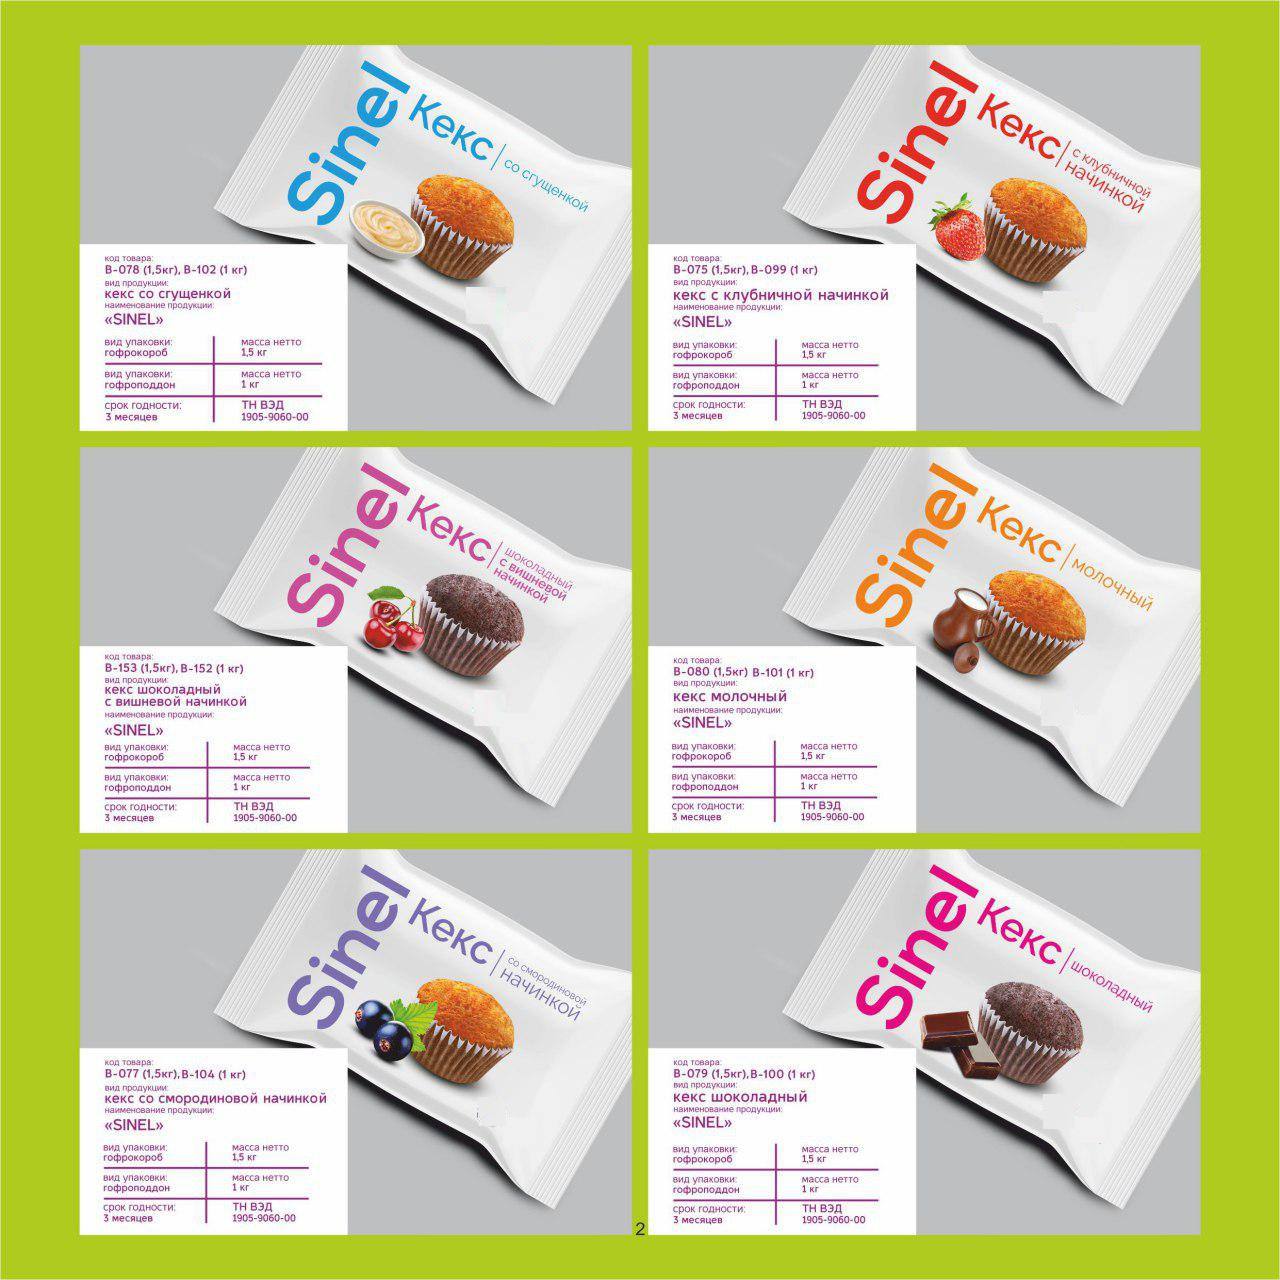 Sinel
Кекс
со сгущенкой
код товара:
В-078 (1,5кг), В-102 (1 кг)
вид продукции:
кекс со сгущенкой
наименование продукции:
«SINEL»
вид упаковки: масса нетто
гофрокороб 1,5 кг
вид упаковки: масса нетто
гофроподдон 1 кг
срок годности: ТН ВЭД
3 месяцев 1905-9060-00
Sinel
Кекс
с клубничной
начинкой
код товара:
В-075 (1,5кг), В-099 (1 кг)
вид продукции:
кекс с клубничной начинкой
наименование продукции:
«SINEL»
вид упаковки: масса нетто
гофрокороб 1,5 кг
вид упаковки: масса нетто
гофроподдон 1 кг
срок годности: ТН ВЭД
3 месяцев 1905-9060-00
Sinel
Кекс
шоколадный
с вишневой
начинкой
код товара:
В-153 (1,5кг), В-152 (1 кг)
вид продукции:
кекс шоколадный
с вишневой начинкой
наименование продукции:
«SINEL»
вид упаковки: масса нетто
гофрокороб 1,5 кг
вид упаковки: масса нетто
гофроподдон 1 кг
срок годности: ТН ВЭД
3 месяцев 1905-9060-00
Sinel
Кекс
молочный
код товара:
В-080 (1,5кг) В-101 (1 кг)
вид продукции:
кекс молочный
наименование продукции:
«SINEL»
вид упаковки: масса нетто
гофрокороб 1,5 кг
вид упаковки: масса нетто
гофроподдон 1 кг
срок годности: ТН ВЭД
3 месяцев 1905-9060-00
Sinel
Кекс
со смородиновой
начинкой
код товара:
В-077 (1,5кг), В-104 (1 кг)
вид продукции:
кекс со смородиновой начинкой
наименование продукции:
«SINEL»
вид упаковки: масса нетто
гофрокороб 1,5 кг
вид упаковки: масса нетто
гофроподдон 1 кг
срок годности: ТН ВЭД
3 месяцев 1905-9060-00
Sinel
Кекс
шоколадный
код товара:
В-079 (1,5кг), В-100 (1 кг)
вид продукции:
кекс шоколадный
наименование продукции:
«SINEL»
вид упаковки: масса нетто
гофрокороб 1,5 кг
вид упаковки: масса нетто
гофроподдон 1 кг
срок годности: ТН ВЭД
3 месяцев 1905-9060-00
2